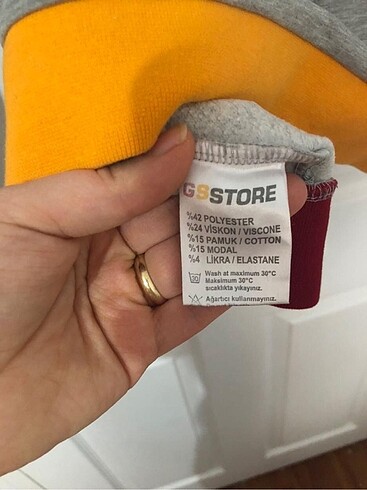 GSSTORE
%42 POLYESTER
%24 VİSKON / VISCONE
%15 PAMUK / COTTON
%15 MODAL
%4 LİKRA / ELASTANE
30
Wash at maximum 30°C
Maksimum 30°C
sıcaklıkta yıkayınız.
Ağartıcı kullanmayınız.